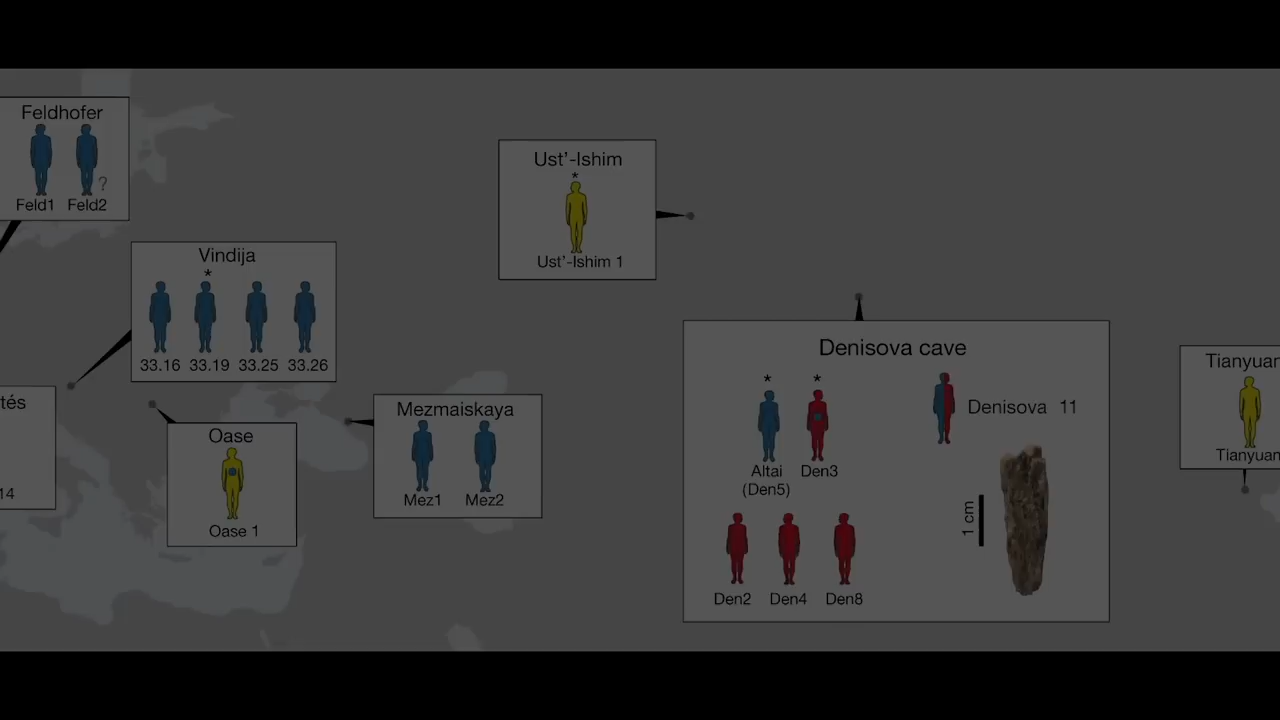 Feldhofer
?
Feld1 Feld2
Vindija
*
33.16 33.19 33.25 33.26
tés
14
Oase
Oase 1
Mezmaiskaya
Mez1 Mez2
Ust'-Ishim
*
Ust'-Ishim 1
Denisova cave
* *
Altai
(Den5)
Den3
Denisova 11
1 cm
Den2 Den4 Den8
Tianyuan
Tianyuan